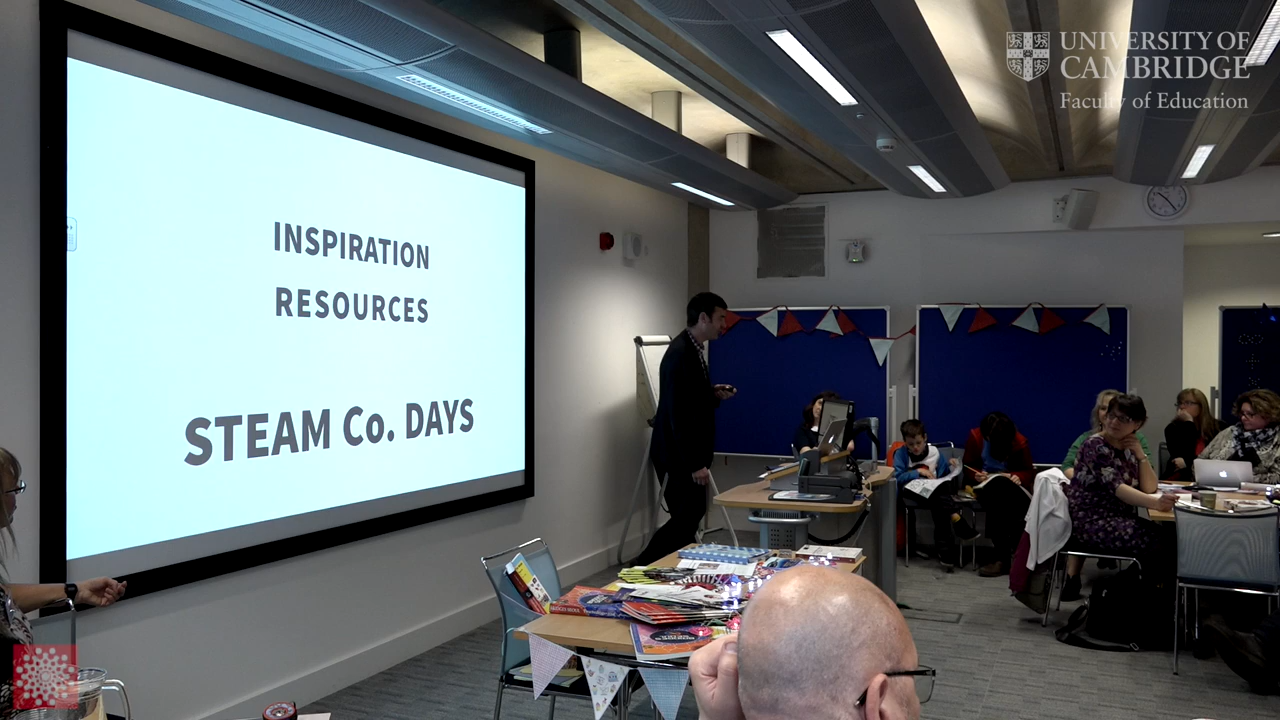 UNIVERSITY OF
CAMBRIDGE
Faculty of Education
INSPIRATION
RESOURCES
STEAM Co. DAYS